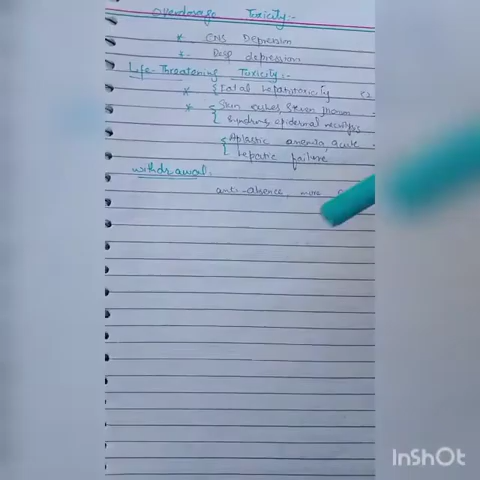 Overdosage Toxicity:-
* CNS Depression
* Resp depression
Life-Threatening Toxicity:-
* { Fatal hepatotoxicity
* { Skin rashes Steven Jhonson
Syndrome, epidermal necrolysis
{ Aplastic anemia, acute
hepatic failure
withdrawal.
anti-absence, more
InShOt